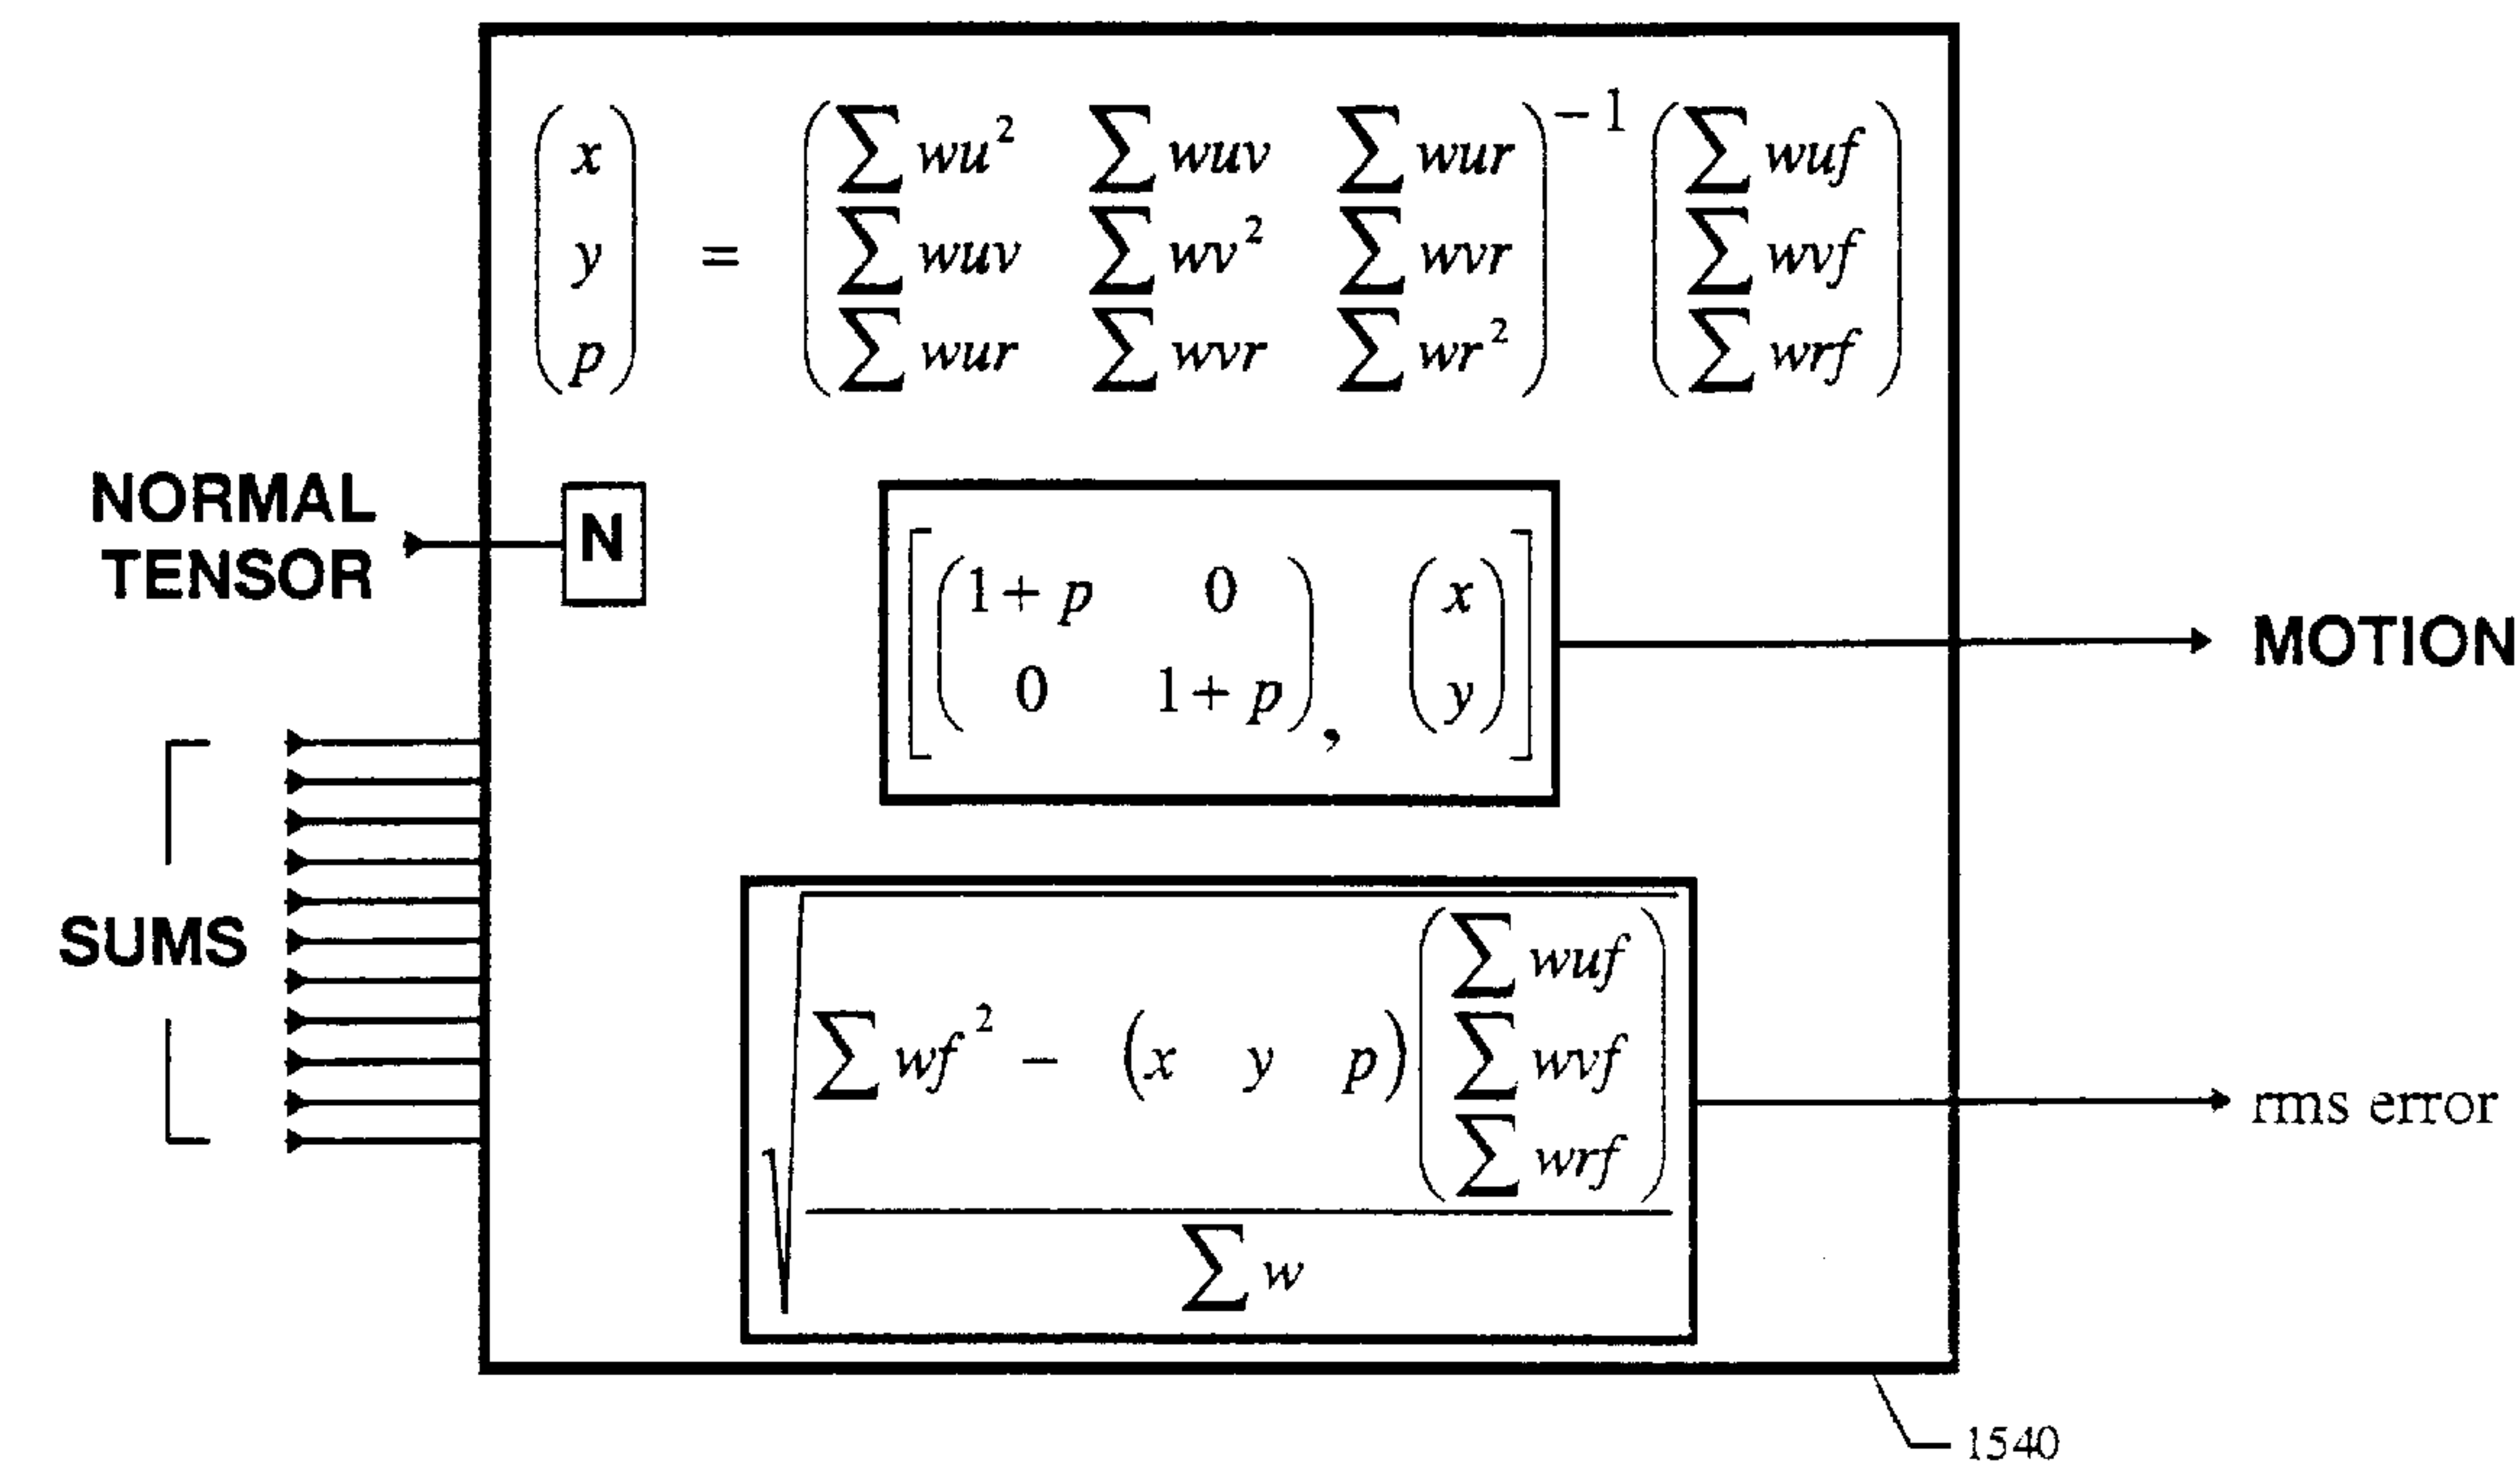 (x y p) = (∑ wu² ∑ wuv ∑ wur
∑ wuv ∑ wv² ∑ wvr
∑ wur ∑ wvr ∑ wr²)⁻¹ (∑ wuf
∑ wvf
∑ wrf)
NORMAL
TENSOR
N
[(1 + p 0
0 1 + p), (x
y)]
MOTION
SUMS
√ ∑ wf² − (x y p) (∑ wuf
∑ wvf
∑ wrf)
∑ w
rms error
1540